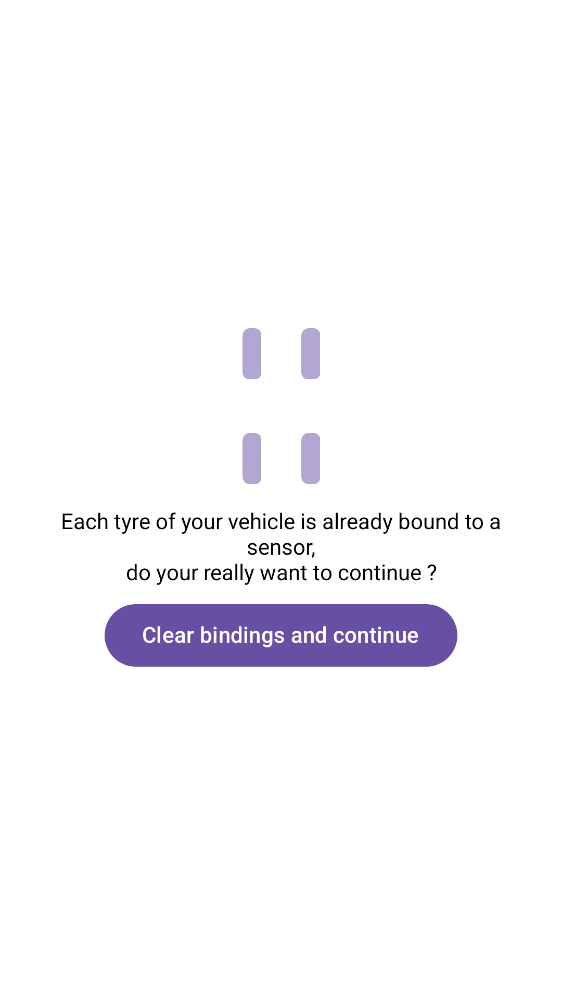 Each tyre of your vehicle is already bound to a
sensor,
do your really want to continue ?
Clear bindings and continue